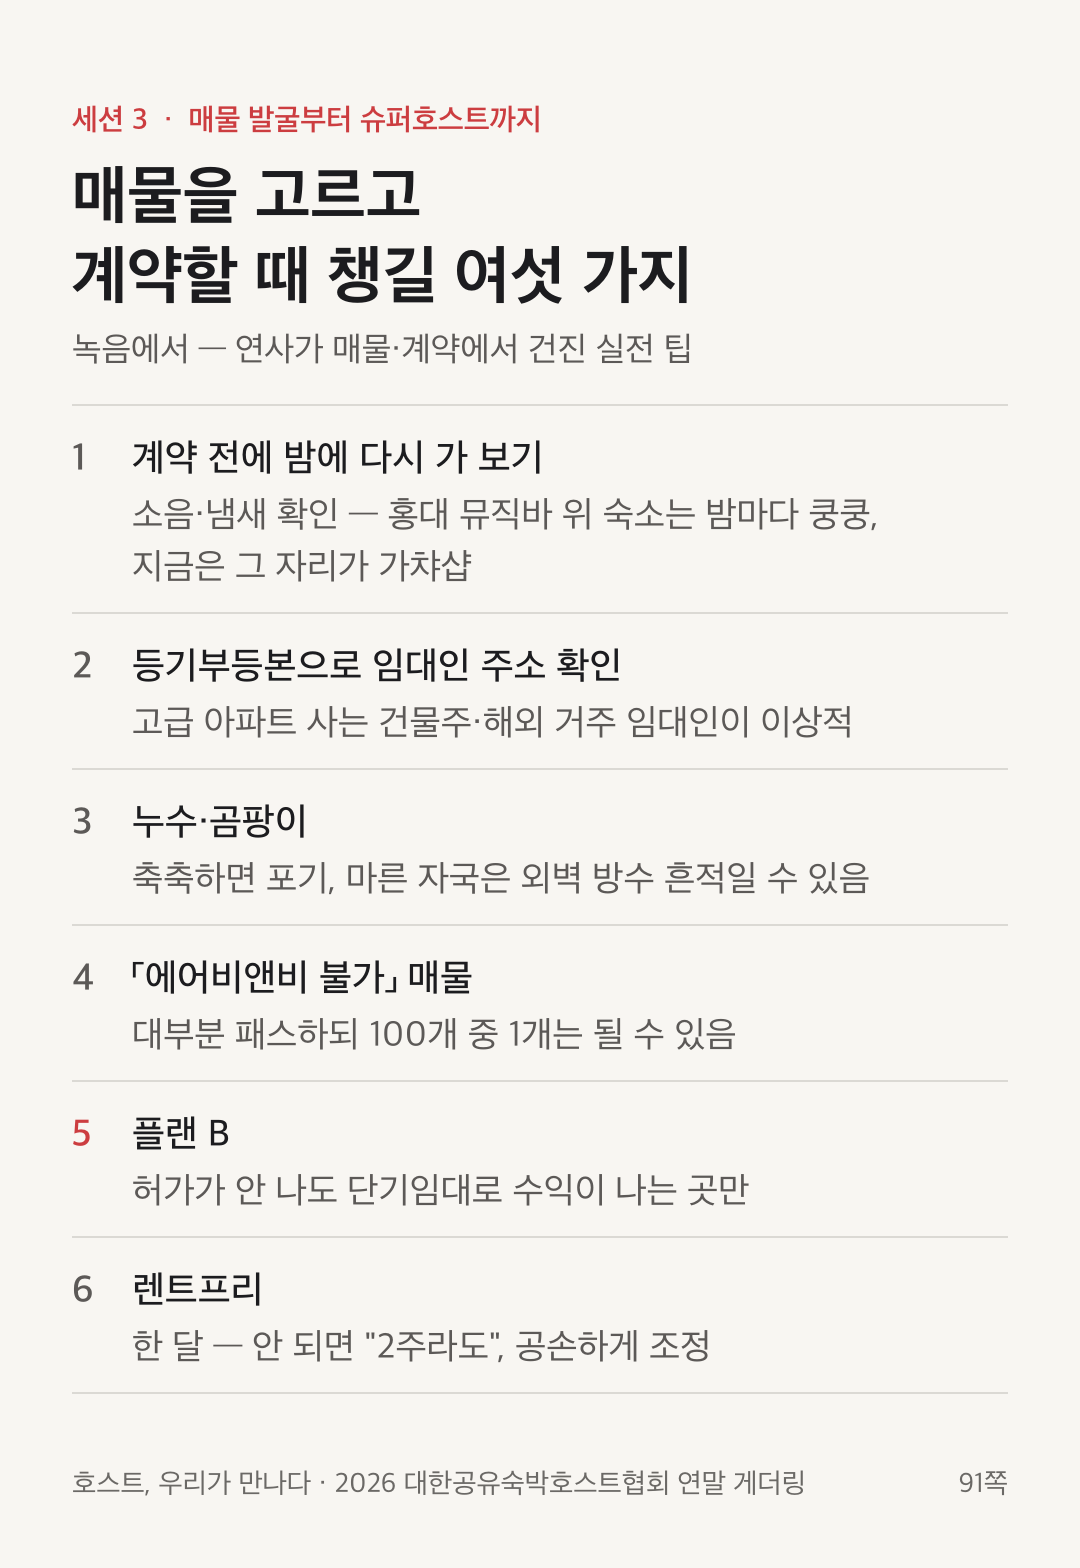 세션 3 · 매물 발굴부터 슈퍼호스트까지
매물을 고르고
계약할 때 챙길 여섯 가지
녹음에서 — 연사가 매물·계약에서 건진 실전 팁
1 계약 전에 밤에 다시 가 보기
소음·냄새 확인 — 홍대 뮤직바 위 숙소는 밤마다 쿵쿵,
지금은 그 자리가 가챠샵
2 등기부등본으로 임대인 주소 확인
고급 아파트 사는 건물주·해외 거주 임대인이 이상적
3 누수·곰팡이
축축하면 포기, 마른 자국은 외벽 방수 흔적일 수 있음
4 「에어비앤비 불가」 매물
대부분 패스하되 100개 중 1개는 될 수 있음
5 플랜 B
허가가 안 나도 단기임대로 수익이 나는 곳만
6 렌트프리
한 달 — 안 되면 "2주라도", 공손하게 조정
호스트, 우리가 만나다 · 2026 대한공유숙박호스트협회 연말 게더링 91쪽